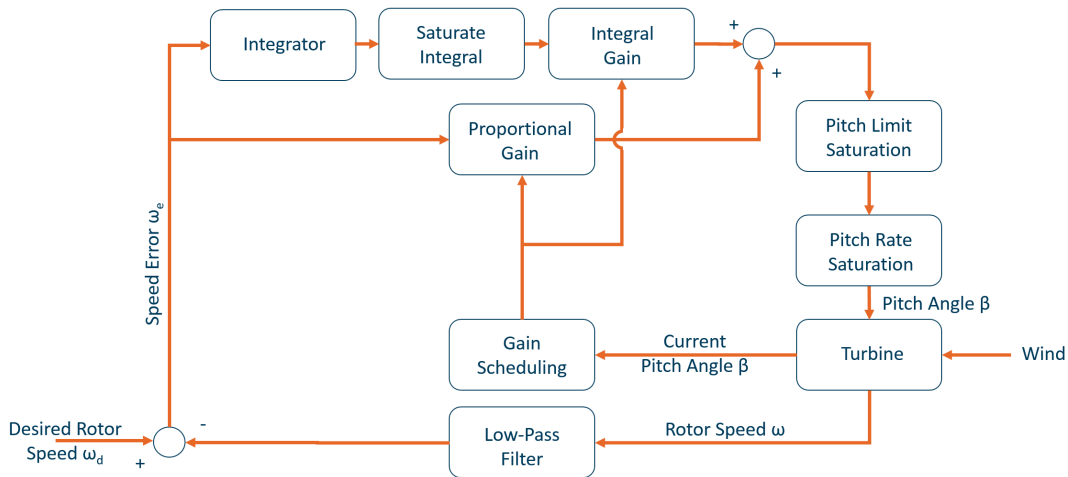 Integrator
Saturate
Integral
Integral
Gain
+
+
Proportional
Gain
Pitch Limit
Saturation
Speed Error ωₑ
Pitch Rate
Saturation
Pitch Angle β
Gain
Scheduling
Current
Pitch Angle β
Turbine
Wind
Desired Rotor
Speed ω_d
+
-
Low-Pass
Filter
Rotor Speed ω